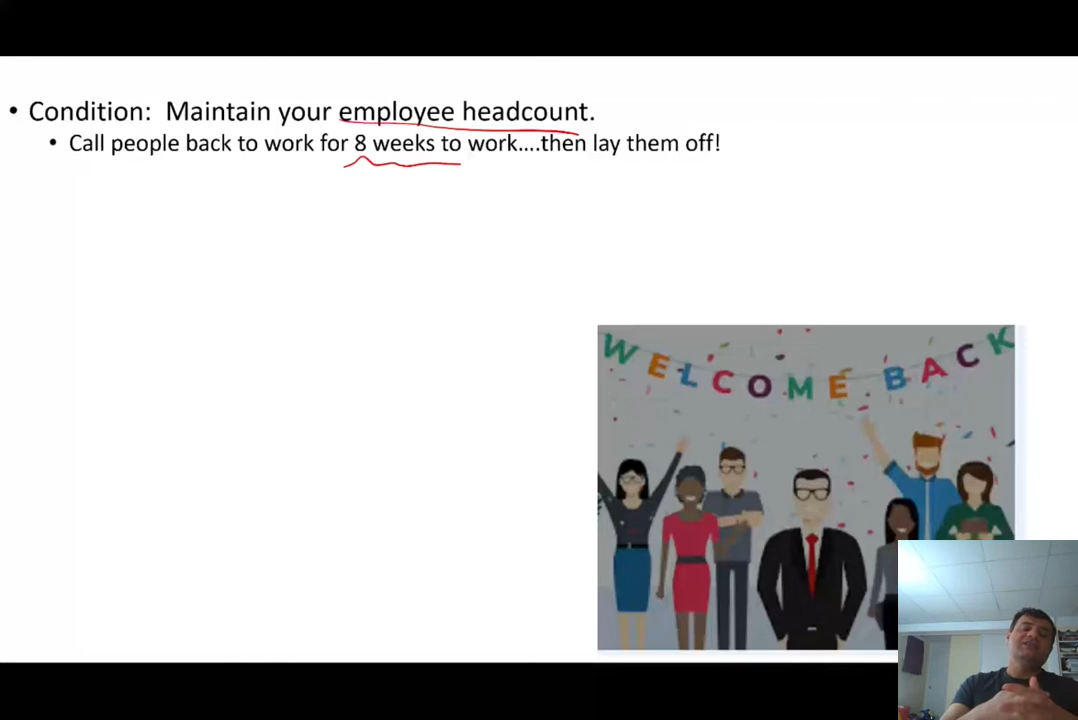 • Condition: Maintain your employee headcount.
• Call people back to work for 8 weeks to work....then lay them off!
WELCOME BACK